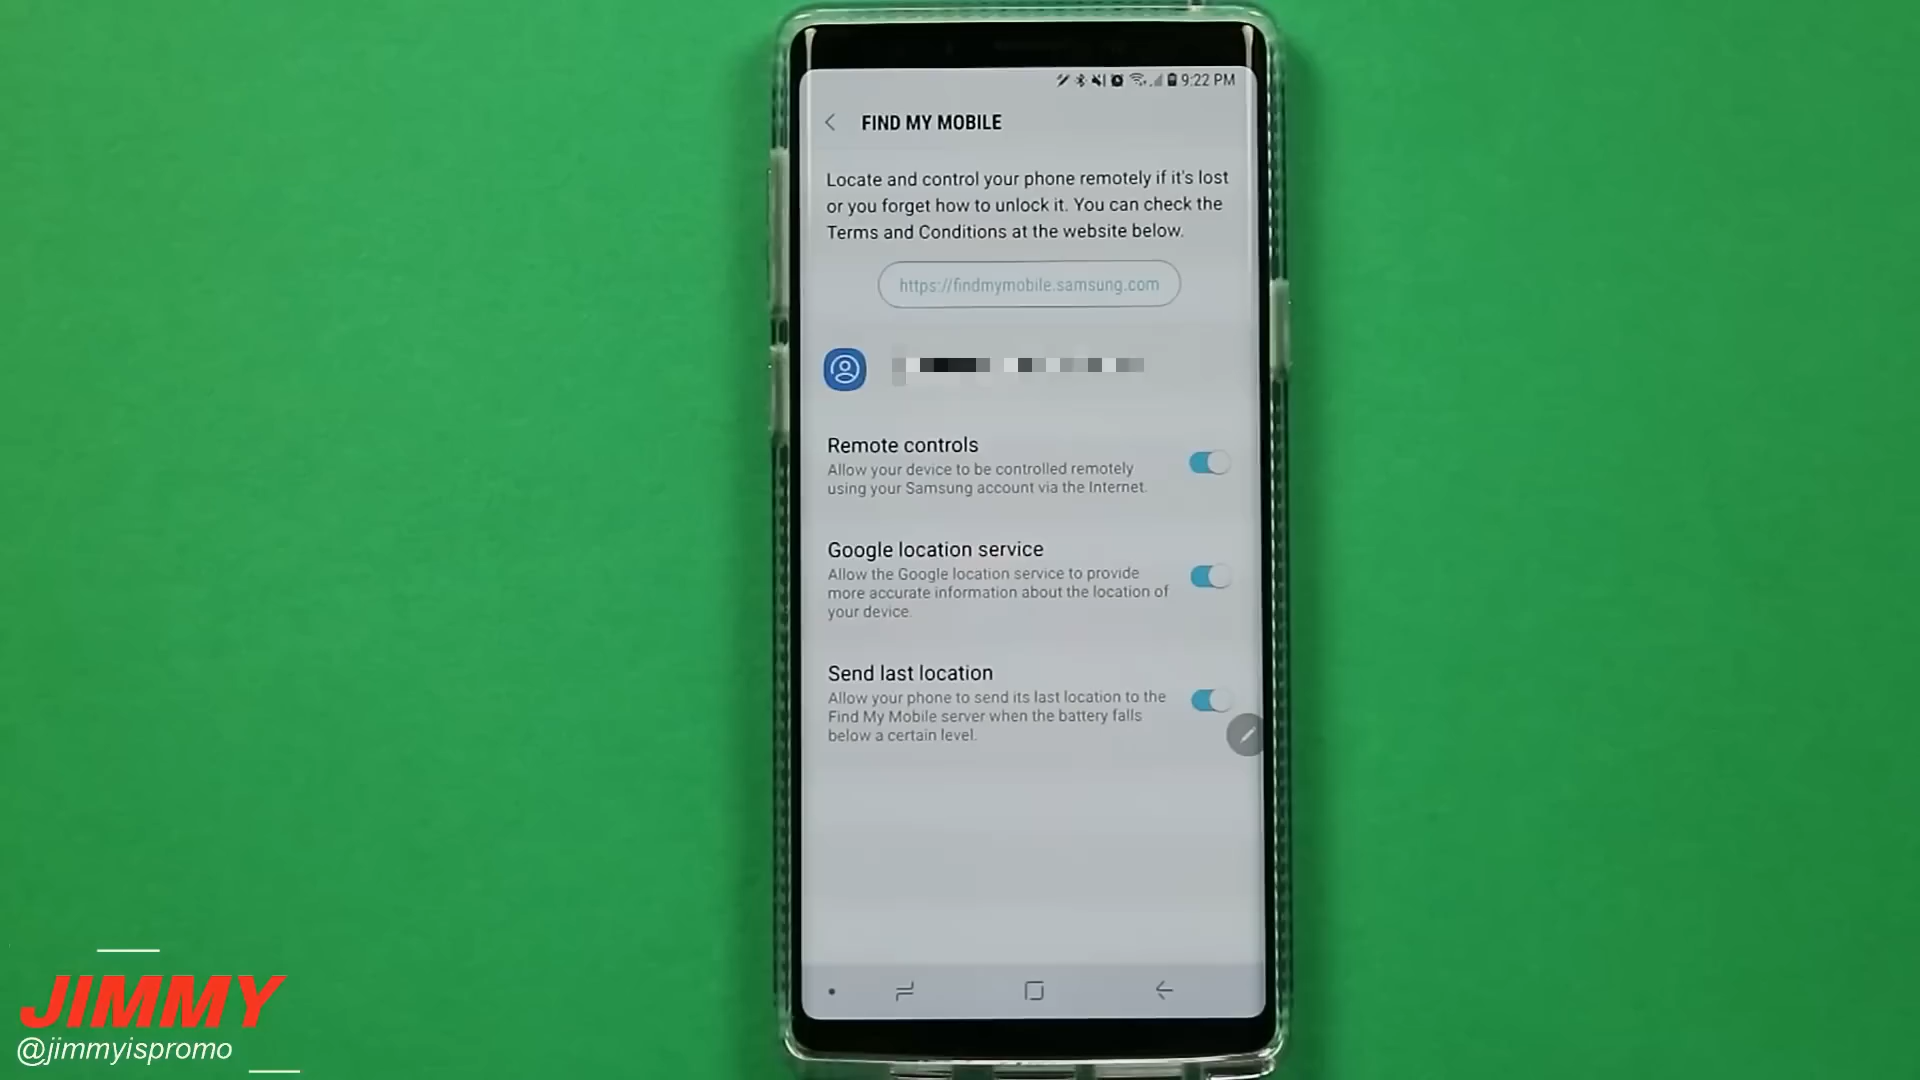 9:22 PM
FIND MY MOBILE
Locate and control your phone remotely if it's lost
or you forget how to unlock it. You can check the
Terms and Conditions at the website below.
https://findmymobile.samsung.com
Remote controls
Allow your device to be controlled remotely
using your Samsung account via the Internet.
Google location service
Allow the Google location service to provide
more accurate information about the location of
your device.
Send last location
Allow your phone to send its last location to the
Find My Mobile server when the battery falls
below a certain level.
JIMMY
@jimmyispromo